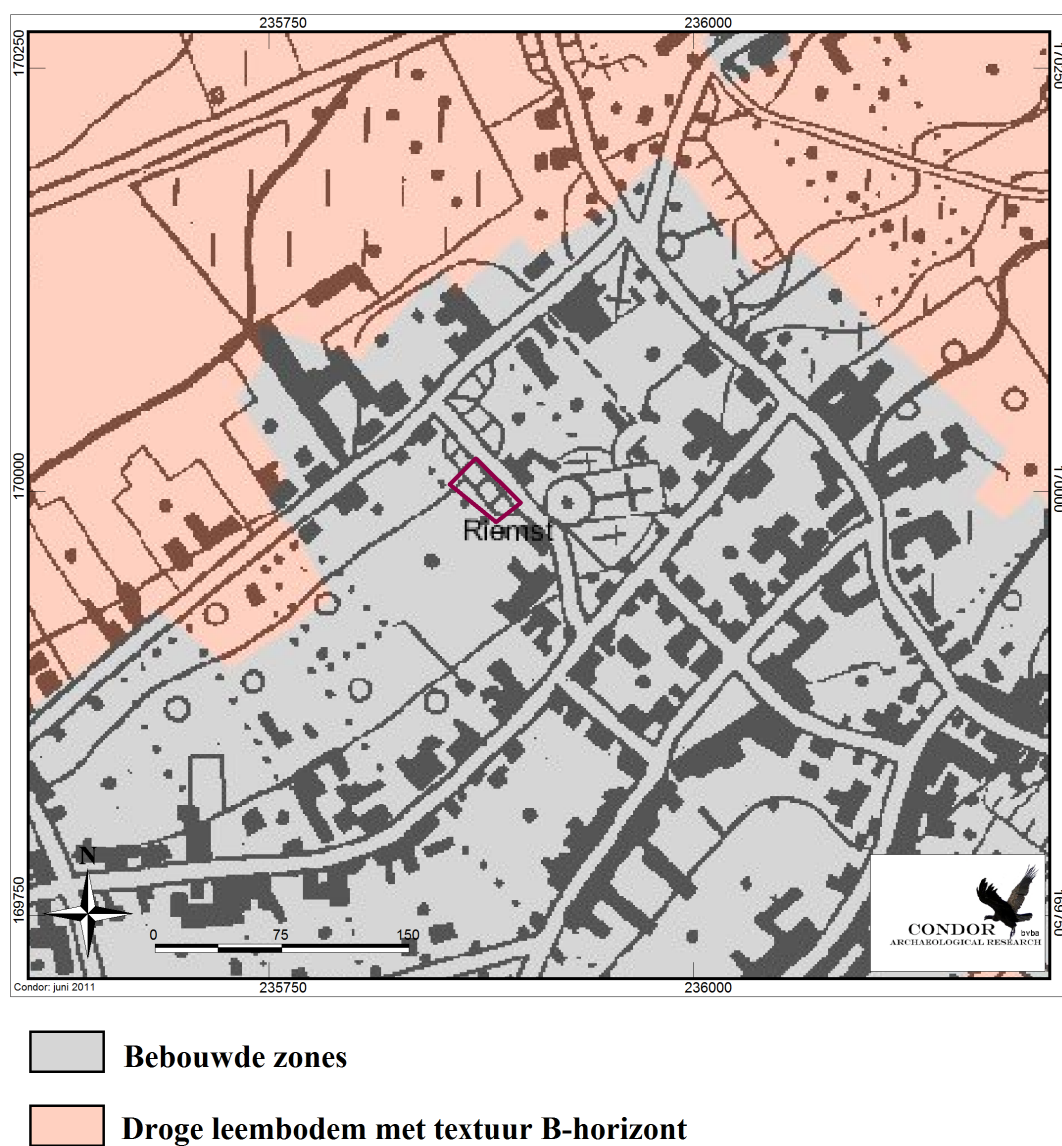 235750 236000
170250 170250
170000 170000
Riemst
169750 169750
N
0 75 150
CONDOR bvba
ARCHAEOLOGICAL RESEARCH
Condor: juni 2011
235750 236000
Bebouwde zones
Droge leembodem met textuur B-horizont